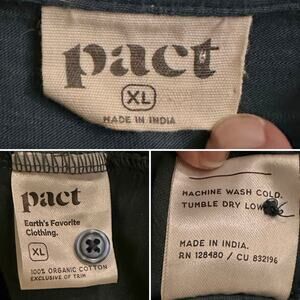 pact
XL
MADE IN INDIA
pact
Earth's Favorite
Clothing.
XL
100% ORGANIC COTTON
EXCLUSIVE OF TRIM
MACHINE WASH COLD.
TUMBLE DRY LOW
MADE IN INDIA.
RN 128480 / CU 832196